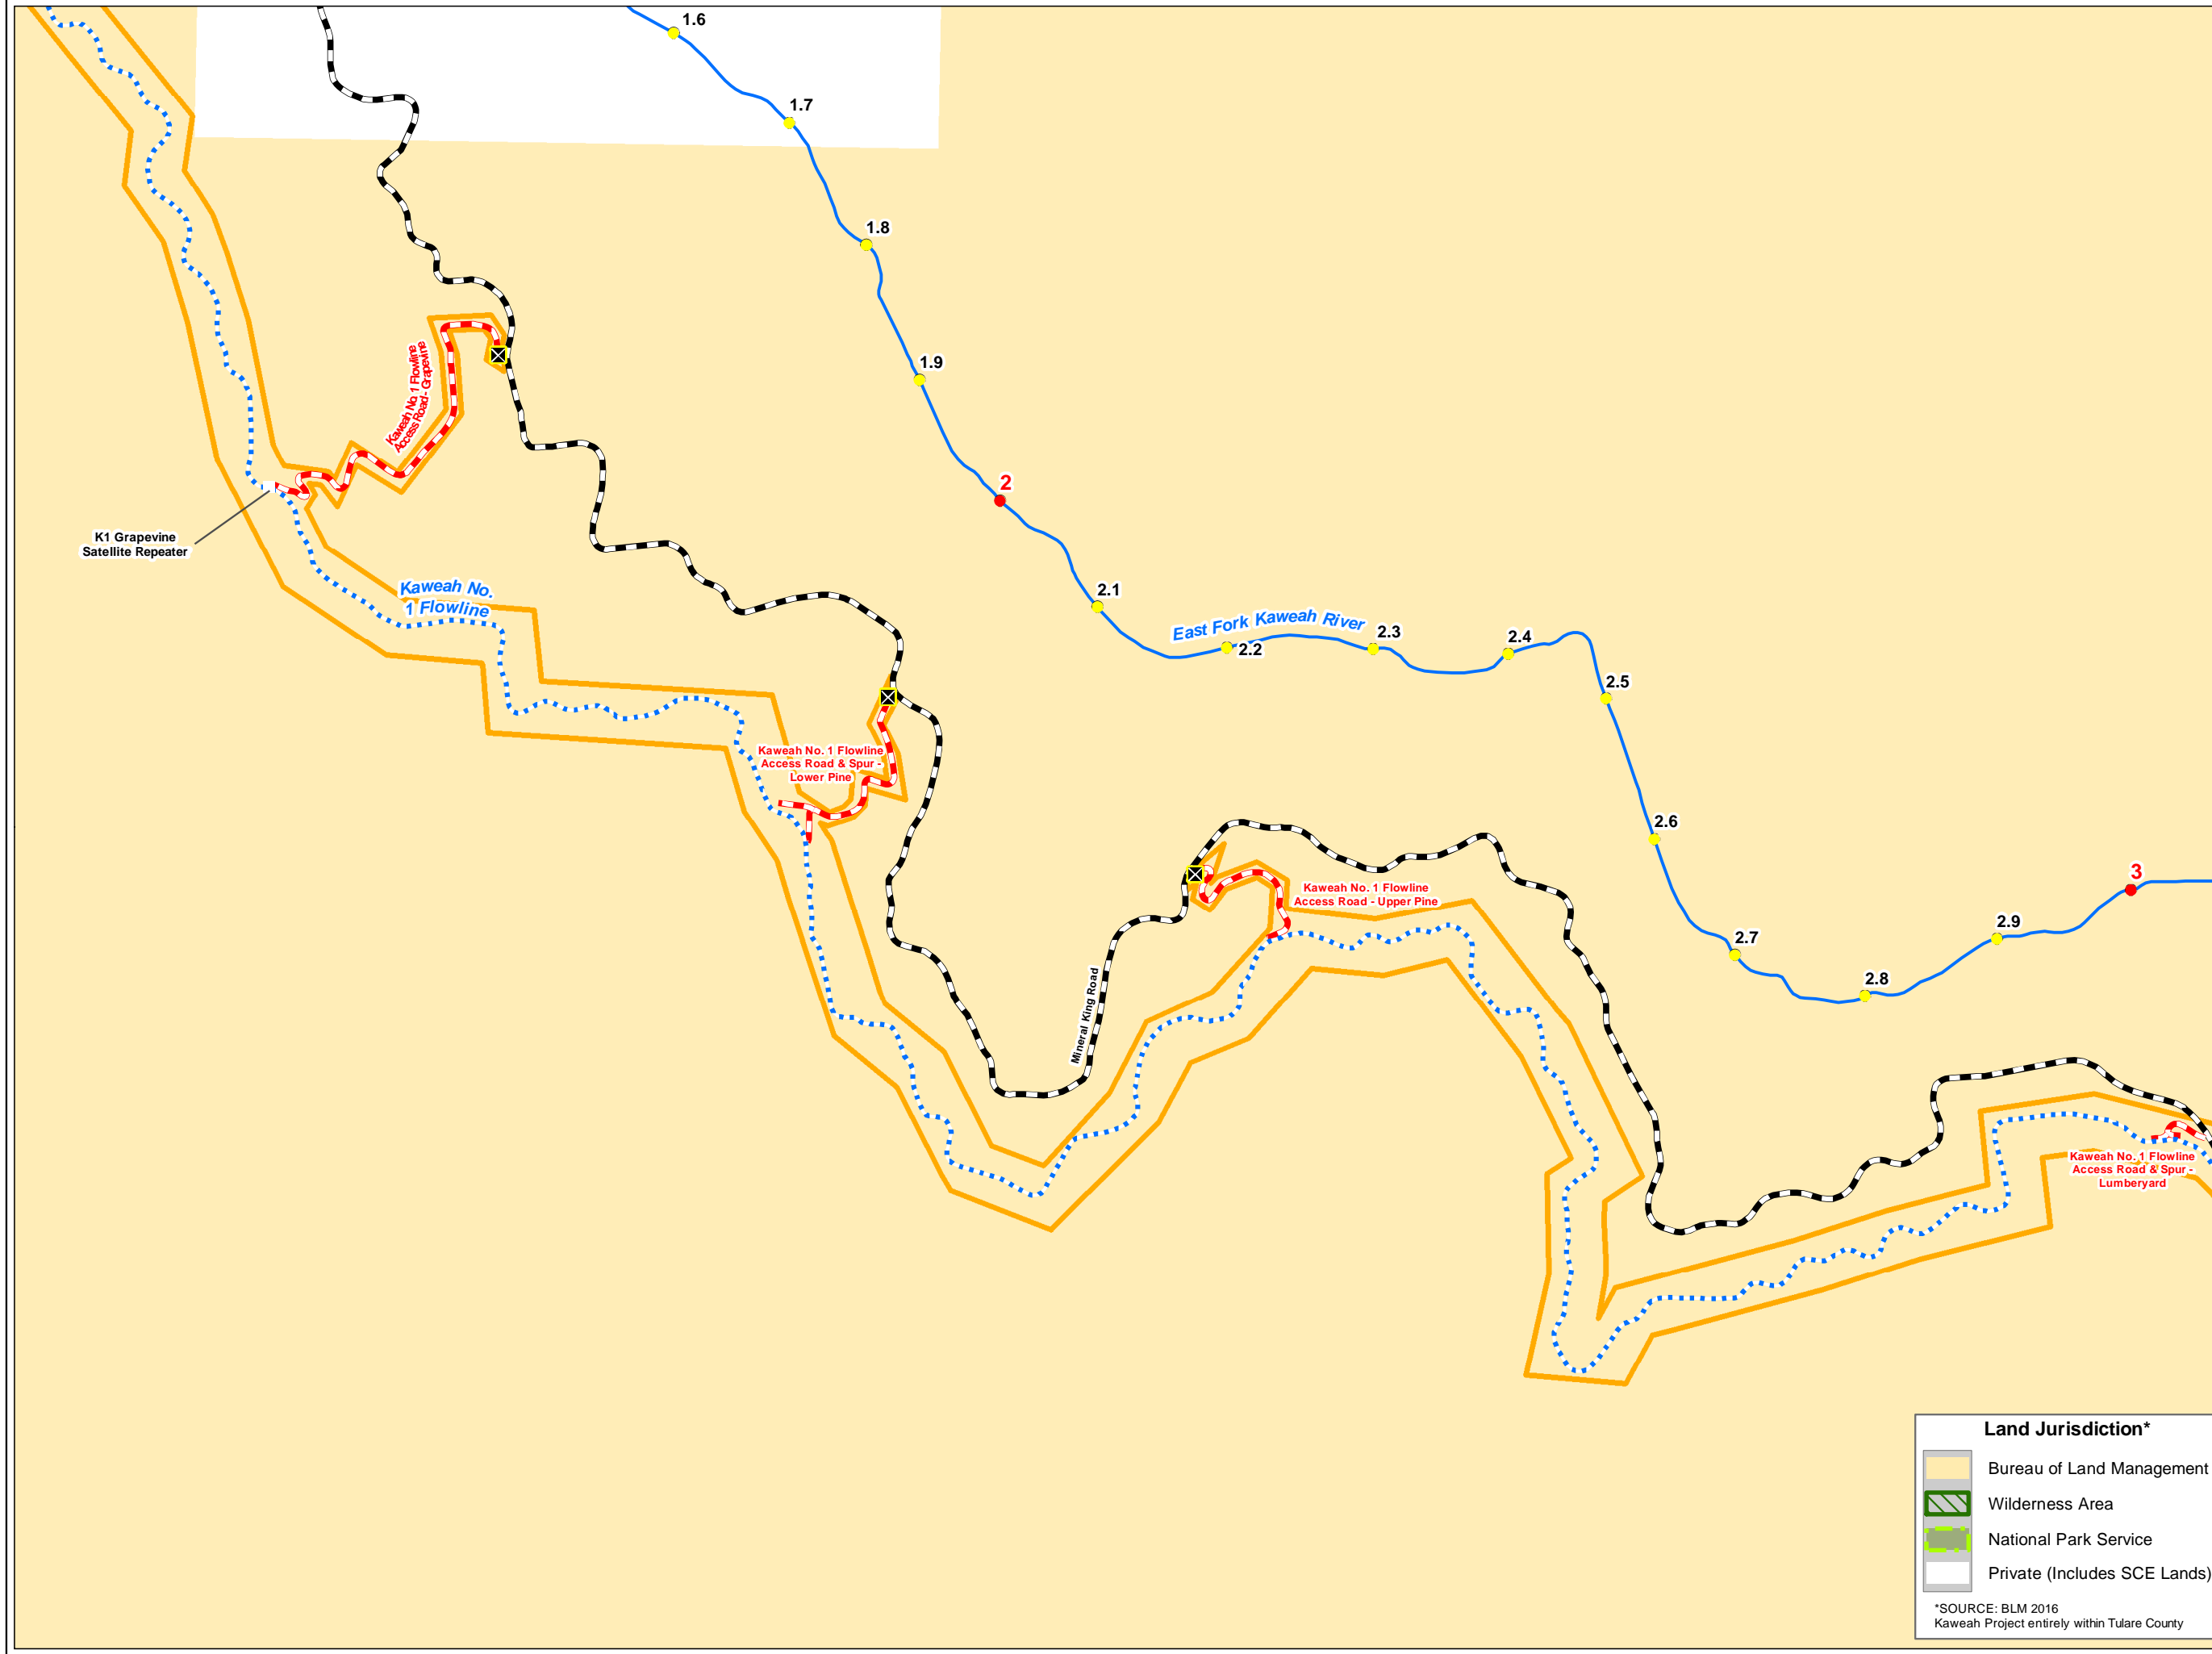 1.6
1.7
1.8
1.9
Kaweah No. 1 Flowline
Access Road - Grapevine
2
K1 Grapevine
Satellite Repeater
Kaweah No.
1 Flowline
2.1
East Fork Kaweah River
2.2
2.3
2.4
2.5
Kaweah No. 1 Flowline
Access Road & Spur -
Lower Pine
2.6
3
Kaweah No. 1 Flowline
Access Road - Upper Pine
2.9
2.7
2.8
Mineral King Road
Kaweah No. 1 Flowline
Access Road & Spur -
Lumberyard
Land Jurisdiction*
Bureau of Land Management
Wilderness Area
National Park Service
Private (Includes SCE Lands)
*SOURCE: BLM 2016
Kaweah Project entirely within Tulare County